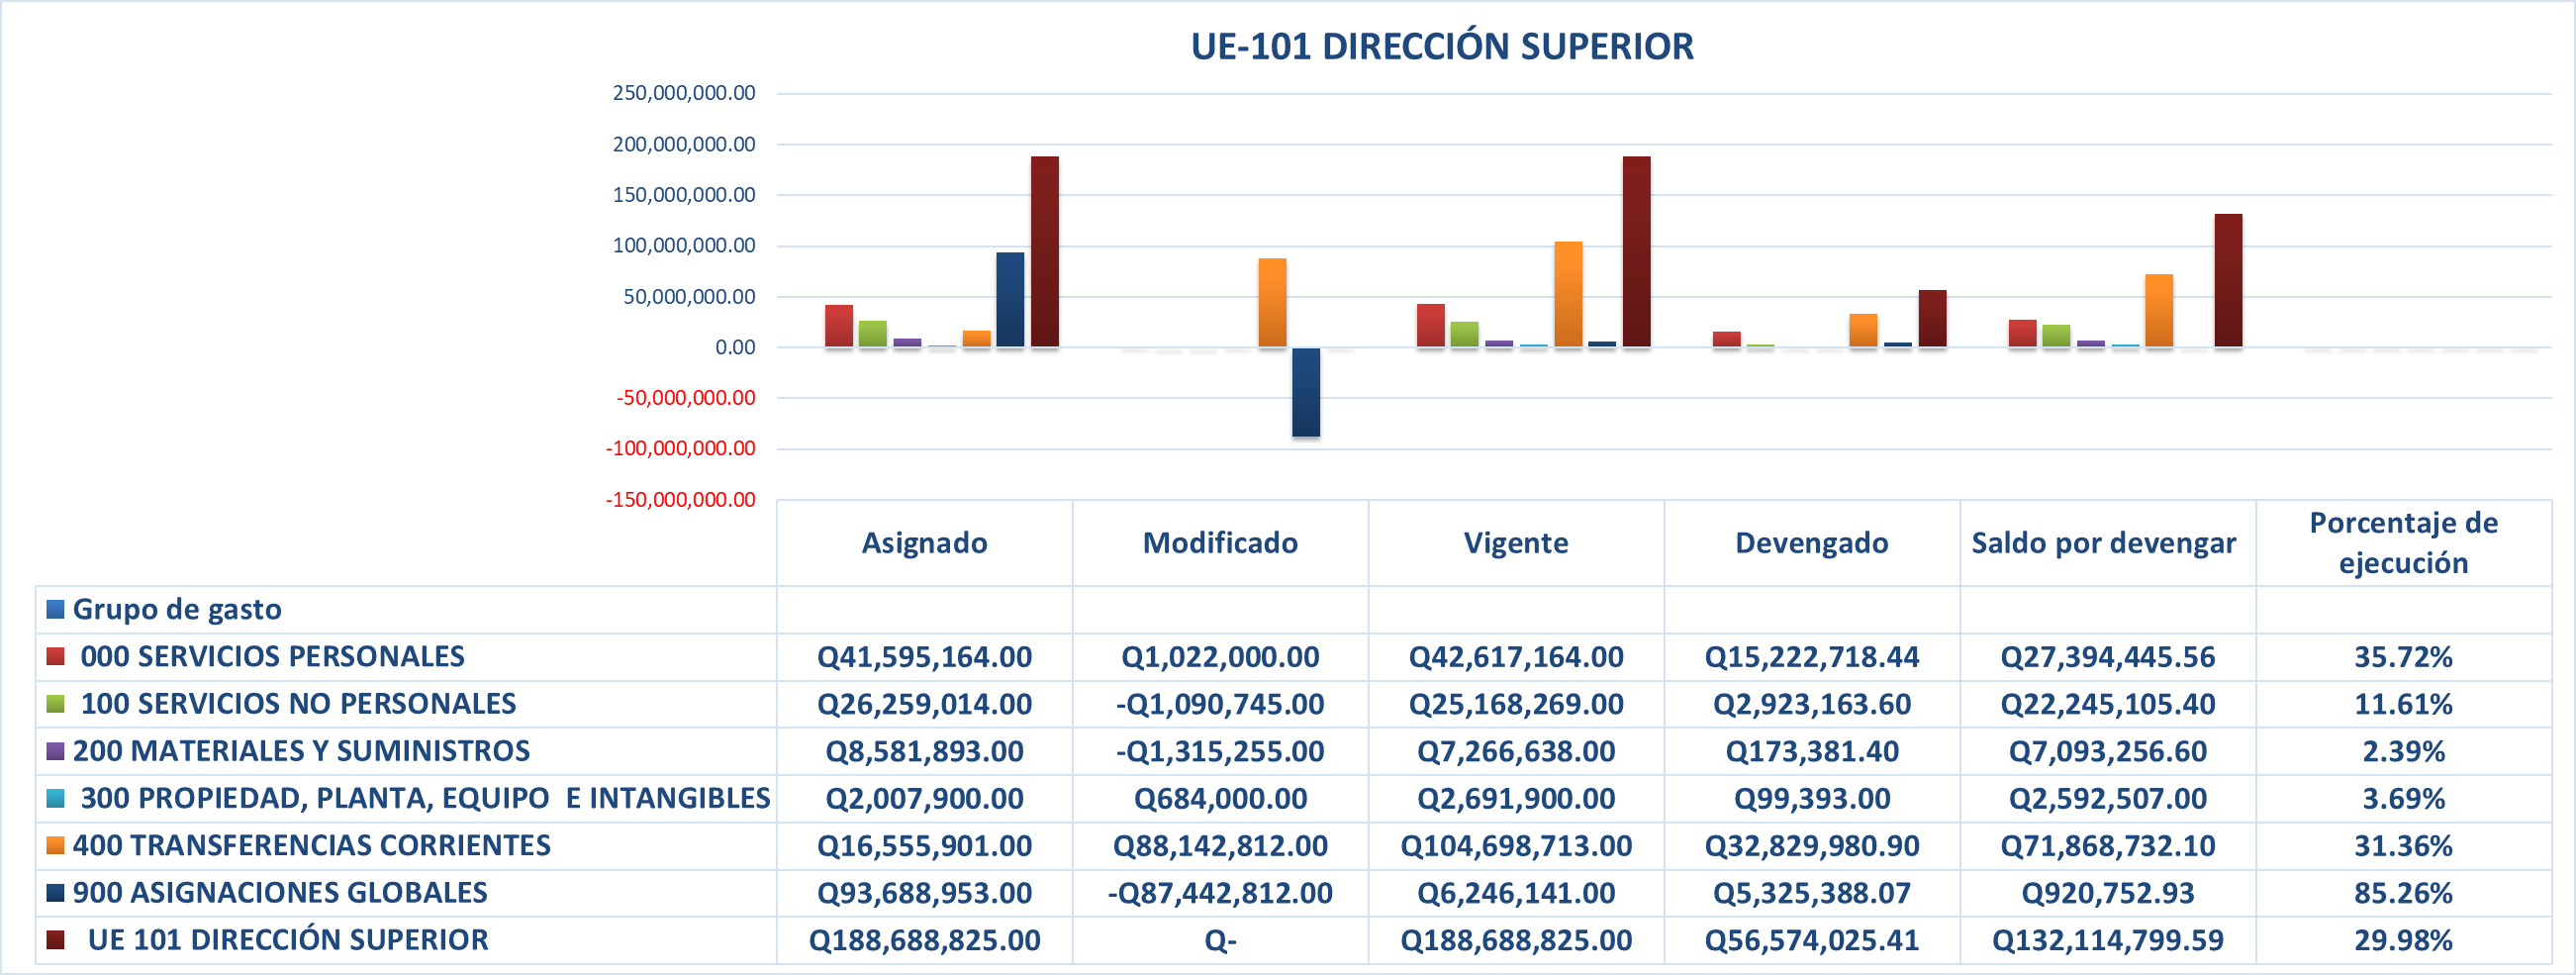 UE-101 DIRECCIÓN SUPERIOR
250,000,000.00
200,000,000.00
150,000,000.00
100,000,000.00
50,000,000.00
0.00
-50,000,000.00
-100,000,000.00
-150,000,000.00
Asignado Modificado Vigente Devengado Saldo por devengar Porcentaje de
ejecución
Grupo de gasto
000 SERVICIOS PERSONALES Q41,595,164.00 Q1,022,000.00 Q42,617,164.00 Q15,222,718.44 Q27,394,445.56 35.72%
100 SERVICIOS NO PERSONALES Q26,259,014.00 -Q1,090,745.00 Q25,168,269.00 Q2,923,163.60 Q22,245,105.40 11.61%
200 MATERIALES Y SUMINISTROS Q8,581,893.00 -Q1,315,255.00 Q7,266,638.00 Q173,381.40 Q7,093,256.60 2.39%
300 PROPIEDAD, PLANTA, EQUIPO E INTANGIBLES Q2,007,900.00 Q684,000.00 Q2,691,900.00 Q99,393.00 Q2,592,507.00 3.69%
400 TRANSFERENCIAS CORRIENTES Q16,555,901.00 Q88,142,812.00 Q104,698,713.00 Q32,829,980.90 Q71,868,732.10 31.36%
900 ASIGNACIONES GLOBALES Q93,688,953.00 -Q87,442,812.00 Q6,246,141.00 Q5,325,388.07 Q920,752.93 85.26%
UE 101 DIRECCIÓN SUPERIOR Q188,688,825.00 Q- Q188,688,825.00 Q56,574,025.41 Q132,114,799.59 29.98%